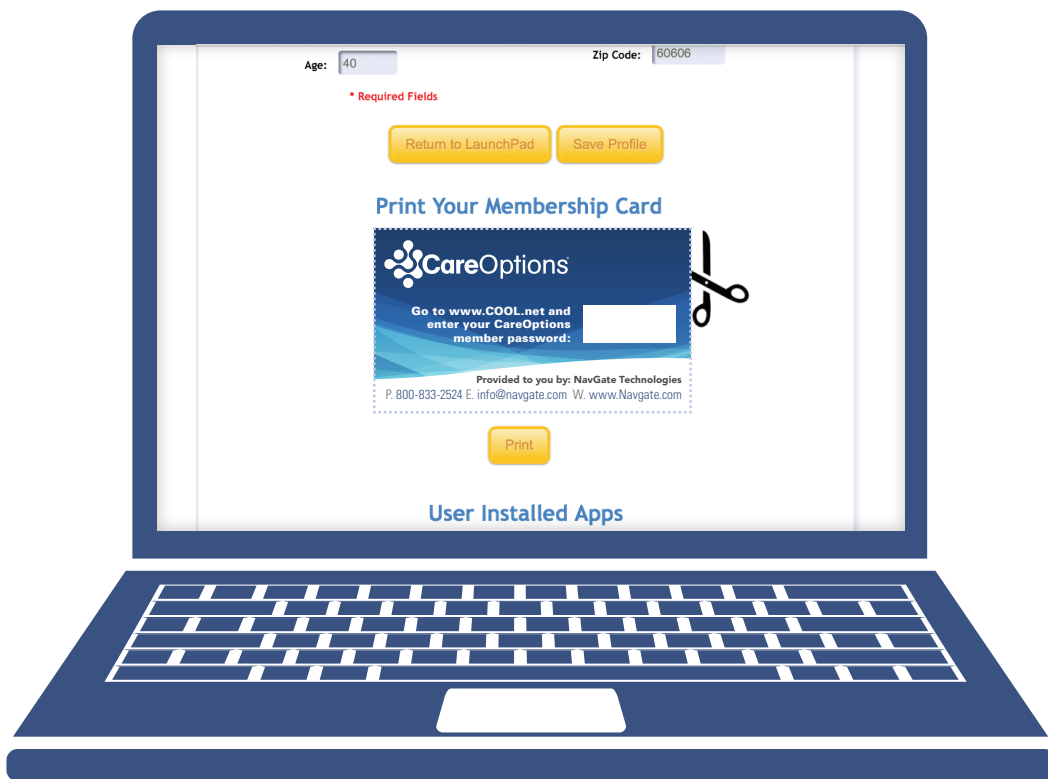 Age: 40 Zip Code: 60606
* Required Fields
Return to LaunchPad Save Profile
Print Your Membership Card
CareOptions
Go to www.COOL.net and
enter your CareOptions
member password:
Provided to you by: NavGate Technologies
P. 800-833-2524 E. info@navgate.com W. www.Navgate.com
Print
User Installed Apps